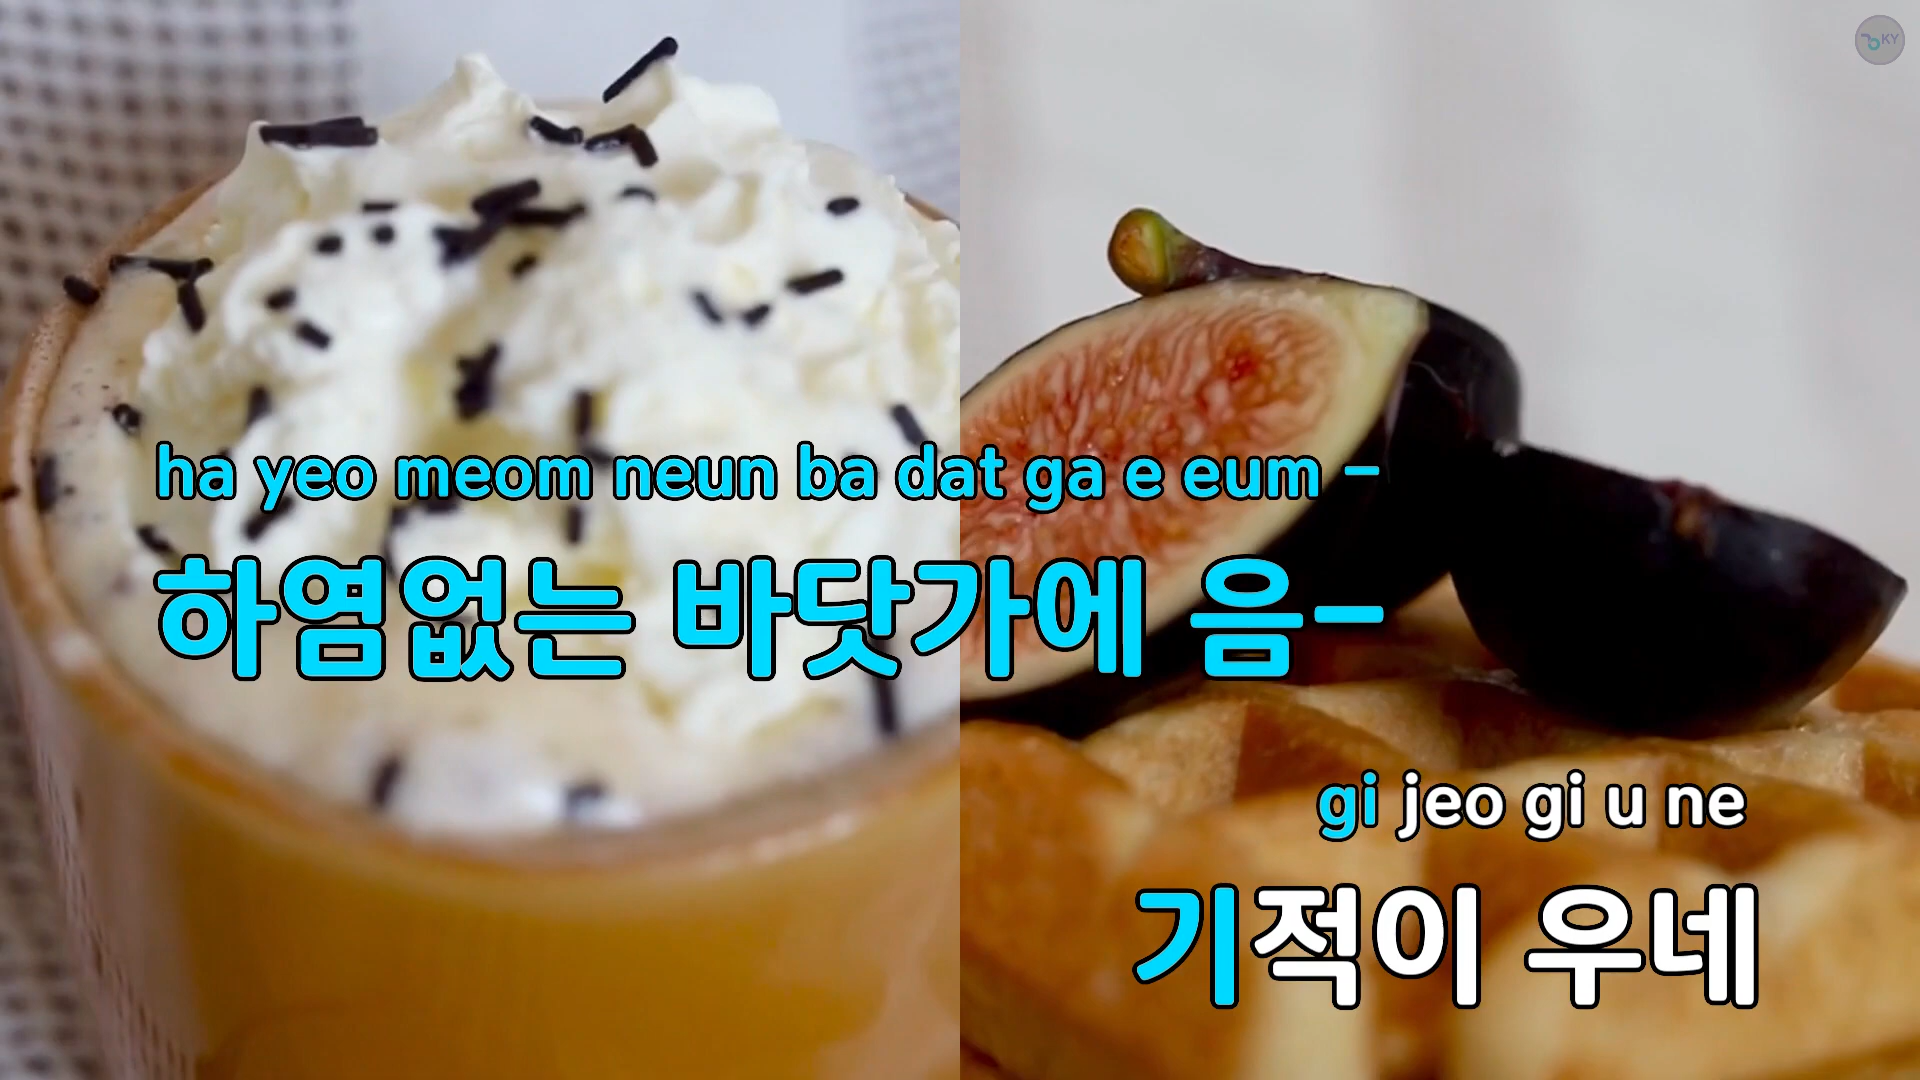 KY
ha yeo meom neun ba dat ga e eum –
하염없는 바닷가에 음–
gi jeo gi u ne
기적이 우네